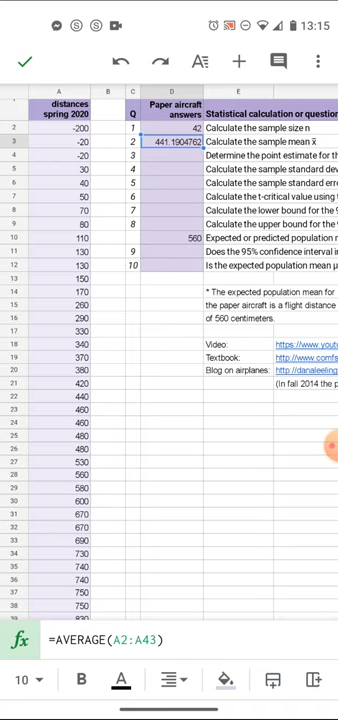 13:15
A B C D E
distances Paper aircraft
1 spring 2020 Q answers Statistical calculation or question
2 -200 1 42 Calculate the sample size n
3 -20 2 441.1904762 Calculate the sample mean x̄
4 -20 3 Determine the point estimate for th
5 30 4 Calculate the sample standard dev
6 40 5 Calculate the sample standard erro
7 50 6 Calculate the t-critical value using t
8 70 7 Calculate the lower bound for the 9
9 80 8 Calculate the upper bound for the 9
10 110 560 Expected or predicted population m
11 130 9 Does the 95% confidence interval in
12 130 10 Is the expected population mean μ
13 150
14 170 * The expected population mean for
15 260 the paper aircraft is a flight distance
16 290 of 560 centimeters.
17 330
18 340 Video: https://www.yout
19 370 Textbook: http://www.comfs
20 380 Blog on airplanes: http://danaleeling
21 420 (In fall 2014 the p
22 440
23 460
24 460
25 480
26 480
27 530
28 560
29 580
30 600
31 670
32 670
33 690
34 730
35 740
36 740
37 750
38 750
39 830
fx =AVERAGE(A2:A43)
10 B A